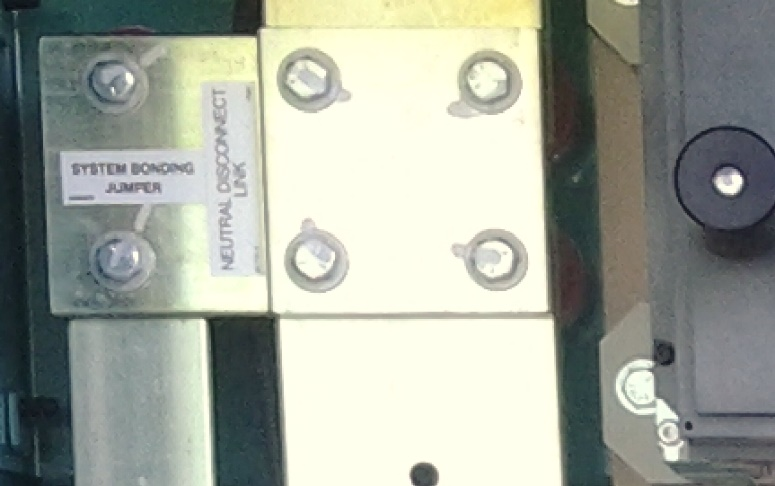 SYSTEM BONDING
JUMPER
NEUTRAL DISCONNECT
LINK